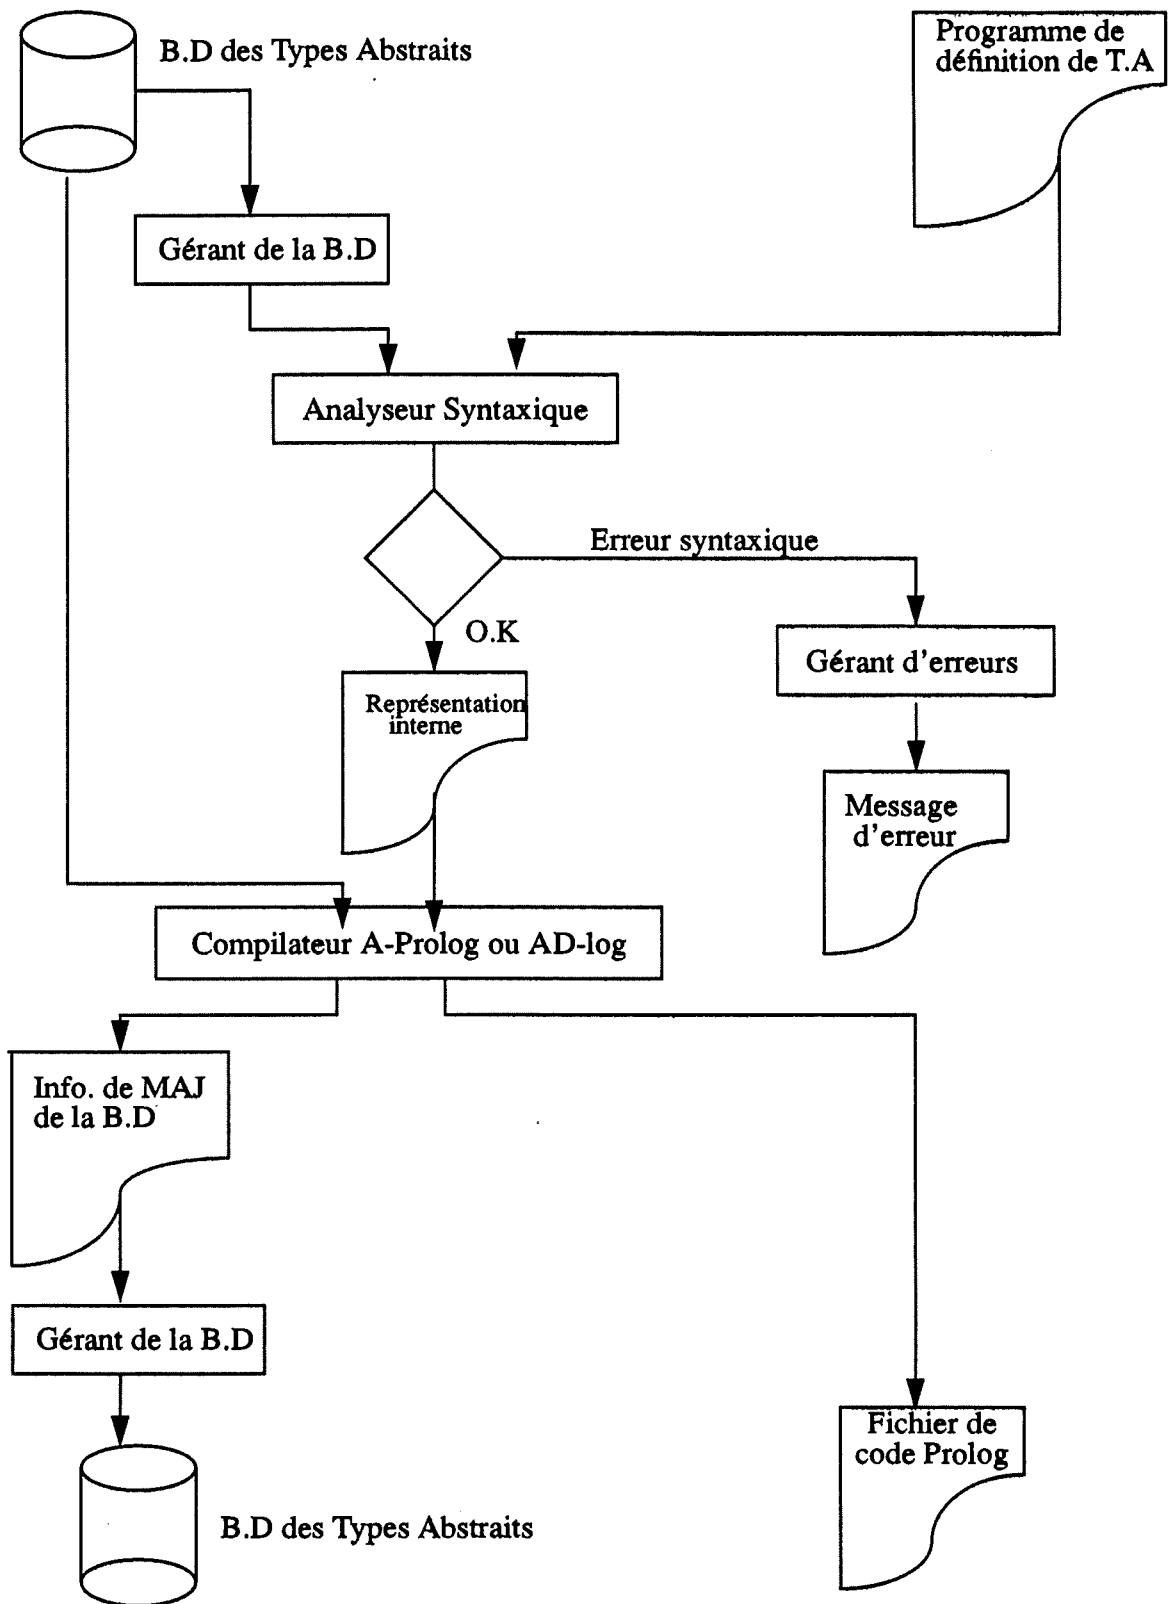 B.D des Types Abstraits
Programme de
définition de T.A
Gérant de la B.D
Analyseur Syntaxique
Erreur syntaxique
O.K
Gérant d'erreurs
Représentation
interne
Message
d'erreur
Compilateur A-Prolog ou AD-log
Info. de MAJ
de la B.D
Gérant de la B.D
Fichier de
code Prolog
B.D des Types Abstraits